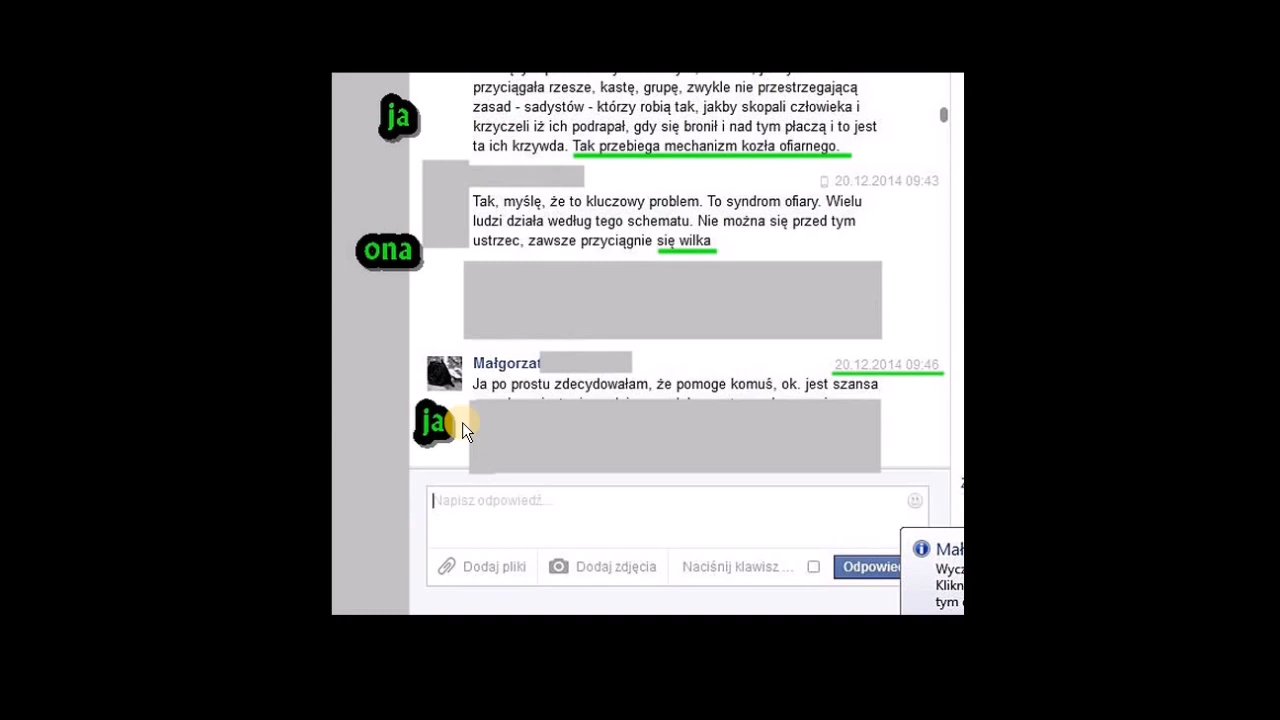 przyciągała rzesze, kastę, grupę, zwykle nie przestrzegającą
ja
zasad - sadystów - którzy robią tak, jakby skopali człowieka i
krzyczeli iż ich podrapał, gdy się bronił i nad tym płaczą i to jest
ta ich krzywda. Tak przebiega mechanizm kozła ofiarnego.
20.12.2014 09:43
Tak, myślę, że to kluczowy problem. To syndrom ofiary. Wielu
ludzi działa według tego schematu. Nie można się przed tym
ustrzec, zawsze przyciągnie się wilka
ona
Małgorzat
20.12.2014 09:46
Ja po prostu zdecydowałam, że pomoge komuś, ok. jest szansa
ja
Napisz odpowiedź...
Dodaj pliki
Dodaj zdjęcia
Naciśnij klawisz ...
Odpowied
Mał
Wycz
Klikn
tym